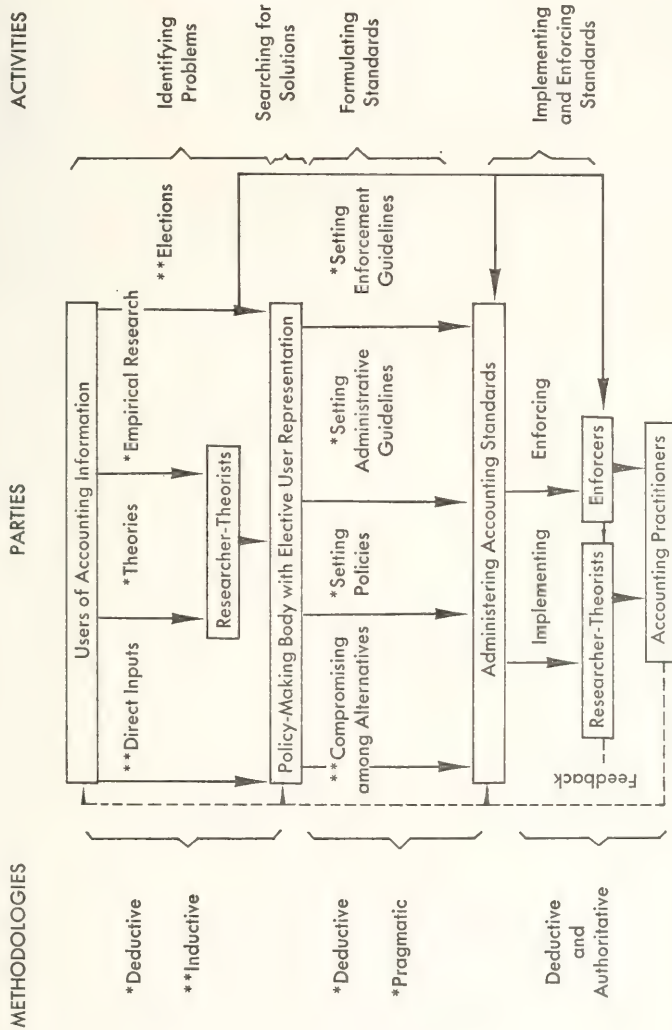 METHODOLOGIES
PARTIES
ACTIVITIES
Users of Accounting Information
**Direct Inputs
*Theories
*Empirical Research
**Elections
*Deductive
**Inductive
Identifying
Problems
Researcher-Theorists
Searching for
Solutions
Policy-Making Body with Elective User Representation
*Deductive
*Pragmatic
**Compromising
among Alternatives
*Setting
Policies
*Setting
Administrative
Guidelines
*Setting
Enforcement
Guidelines
Formulating
Standards
Administering Accounting Standards
Deductive
and
Authoritative
Implementing
Enforcing
Implementing
and Enforcing
Standards
Feedback
Researcher-Theorists
Enforcers
Accounting Practitioners